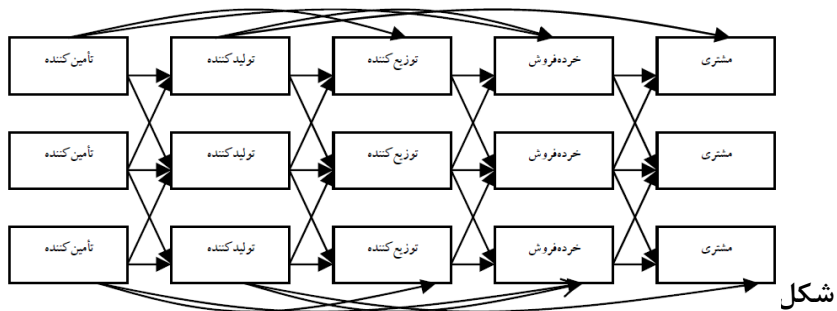 تأمین‌کننده
تولیدکننده
توزیع‌کننده
خرده‌فروش
مشتری
تأمین‌کننده
تولیدکننده
توزیع‌کننده
خرده‌فروش
مشتری
تأمین‌کننده
تولیدکننده
توزیع‌کننده
خرده‌فروش
مشتری
شکل